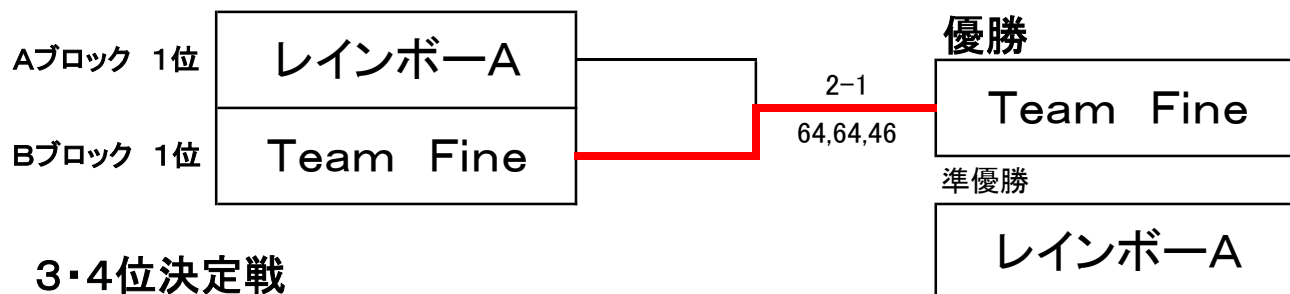 優勝
Aブロック 1位
レインボーA
2-1
Team Fine
64,64,46
Bブロック 1位
Team Fine
準優勝
レインボーA
3・4位決定戦